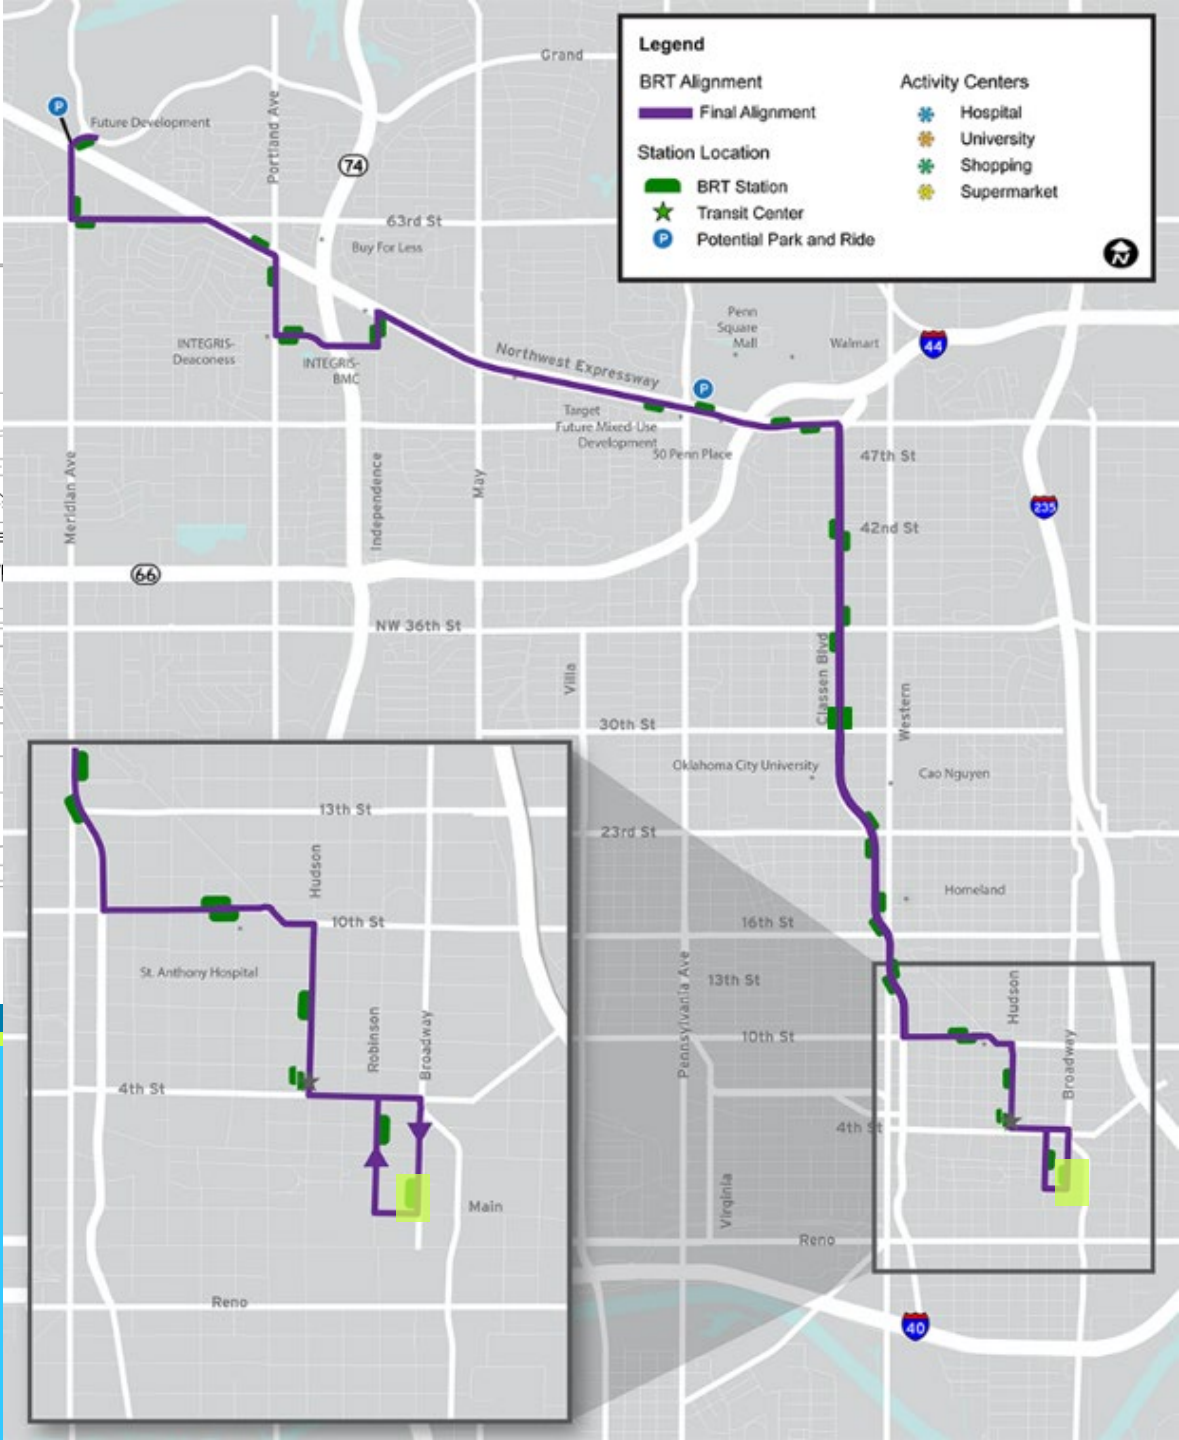 Legend
BRT Alignment
Final Alignment
Station Location
BRT Station
Transit Center
P
Potential Park and Ride
Activity Centers
Hospital
University
Shopping
Supermarket
N
Grand
P
Future Development
Portland Ave
74
63rd St
Buy For Less
INTEGRIS-
Deaconess
INTEGRIS-
BMC
Northwest Expressway
Penn
Square
Mall
Walmart
44
P
Target
Future Mixed-Use
Development
50 Penn Place
47th St
Meridian Ave
Independence
May
235
42nd St
66
NW 36th St
Villa
Classen Blvd
Western
30th St
Oklahoma City University
Cao Nguyen
23rd St
Homeland
16th St
Pennsylvania Ave
13th St
Hudson
10th St
Broadway
4th St
Virginia
Reno
40
13th St
Hudson
10th St
St. Anthony Hospital
Robinson
Broadway
4th St
Main
Reno